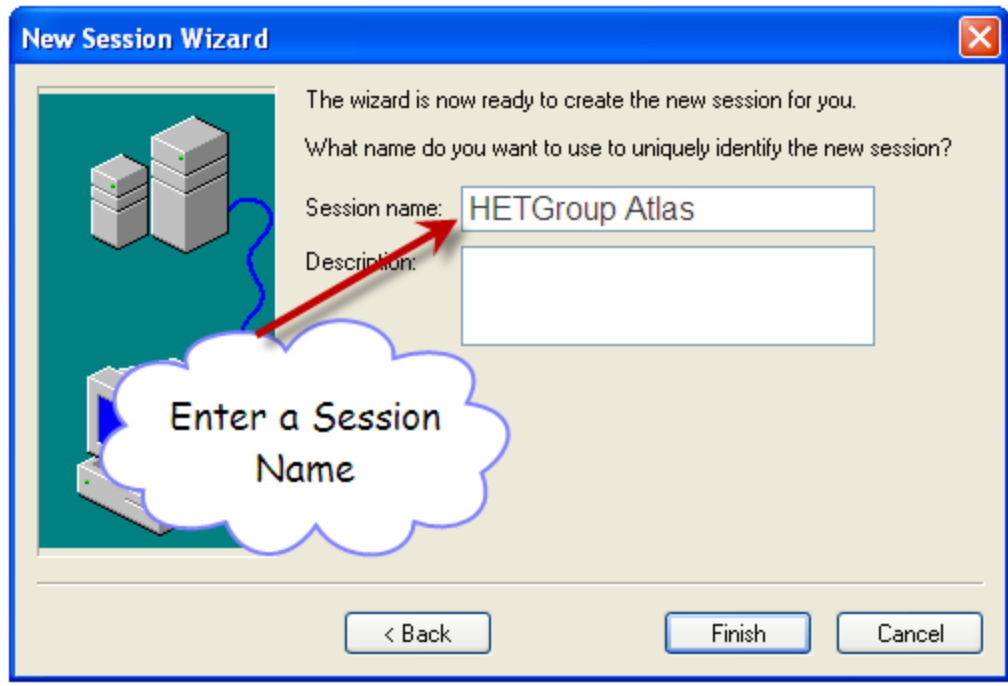 New Session Wizard
The wizard is now ready to create the new session for you.
What name do you want to use to uniquely identify the new session?
Session name: HETGroup Atlas
Description:
Enter a Session
Name
< Back Finish Cancel